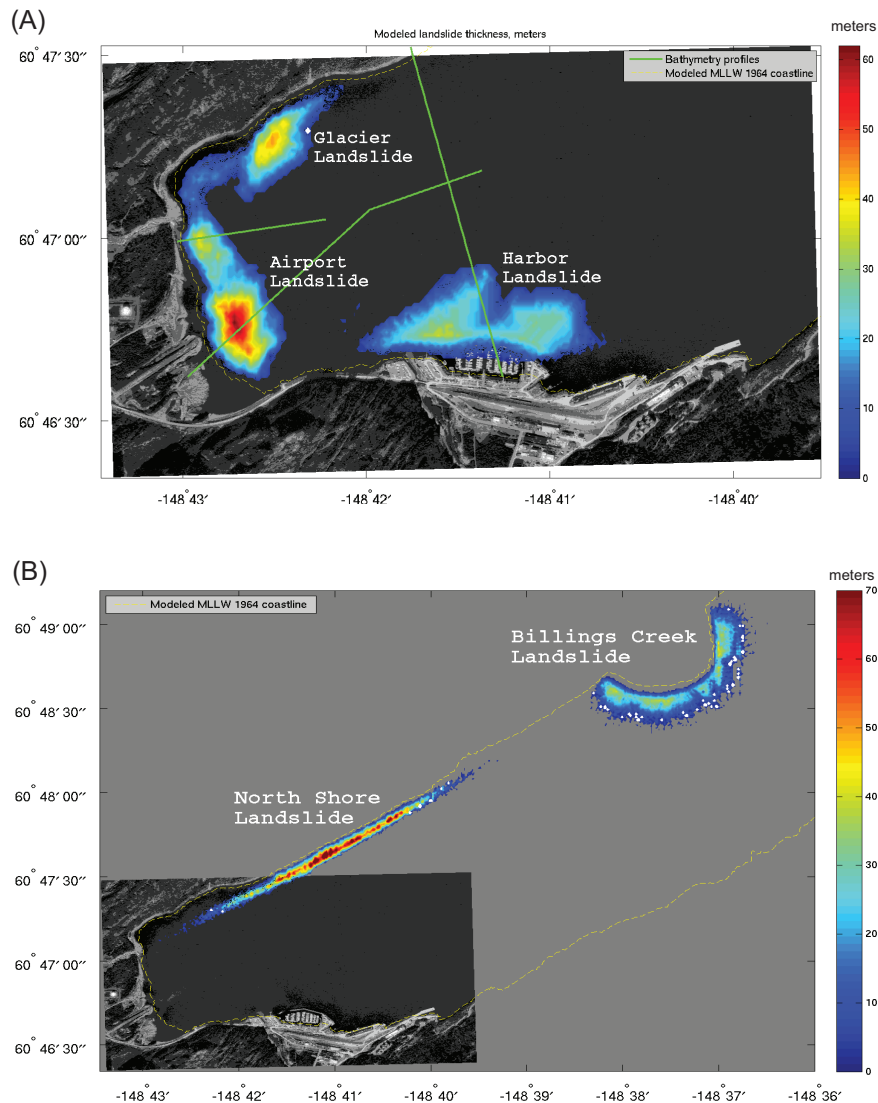 (A)
Modeled landslide thickness, meters
meters
Bathymetry profiles
Modeled MLLW 1964 coastline
60° 47′ 30″
60° 47′ 00″
60° 46′ 30″
Glacier
Landslide
Airport
Landslide
Harbor
Landslide
60
50
40
30
20
10
0
-148° 43′
-148° 42′
-148° 41′
-148° 40′
(B)
meters
Modeled MLLW 1964 coastline
60° 49′ 00″
60° 48′ 30″
60° 48′ 00″
60° 47′ 30″
60° 47′ 00″
60° 46′ 30″
Billings Creek
Landslide
North Shore
Landslide
70
60
50
40
30
20
10
0
-148° 43′
-148° 42′
-148° 41′
-148° 40′
-148° 39′
-148° 38′
-148° 37′
-148° 36′